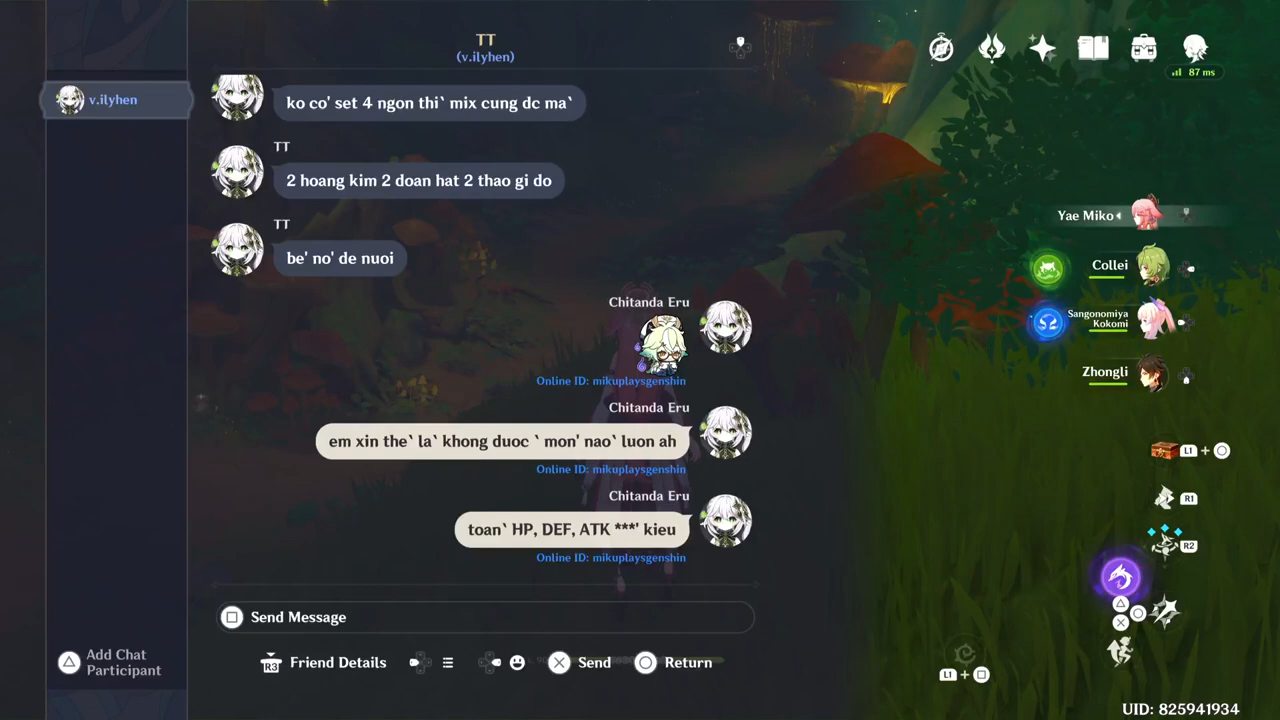 TT
(v.ilyhen)
87 ms
v.ilyhen
ko co' set 4 ngon thi` mix cung dc ma`
TT
2 hoang kim 2 doan hat 2 thao gi do
TT
be' no' de nuoi
Chitanda Eru
Online ID: mikuplaysgenshin
Chitanda Eru
em xin the` la` khong duoc ` mon' nao` luon ah
Online ID: mikuplaysgenshin
Chitanda Eru
toan` HP, DEF, ATK ***' kieu
Online ID: mikuplaysgenshin
Send Message
Add Chat
Participant
R3 Friend Details
Send
Return
Yae Miko
Collei
Sangonomiya
Kokomi
Zhongli
L1 +
R1
R2
L1 +
UID: 825941934